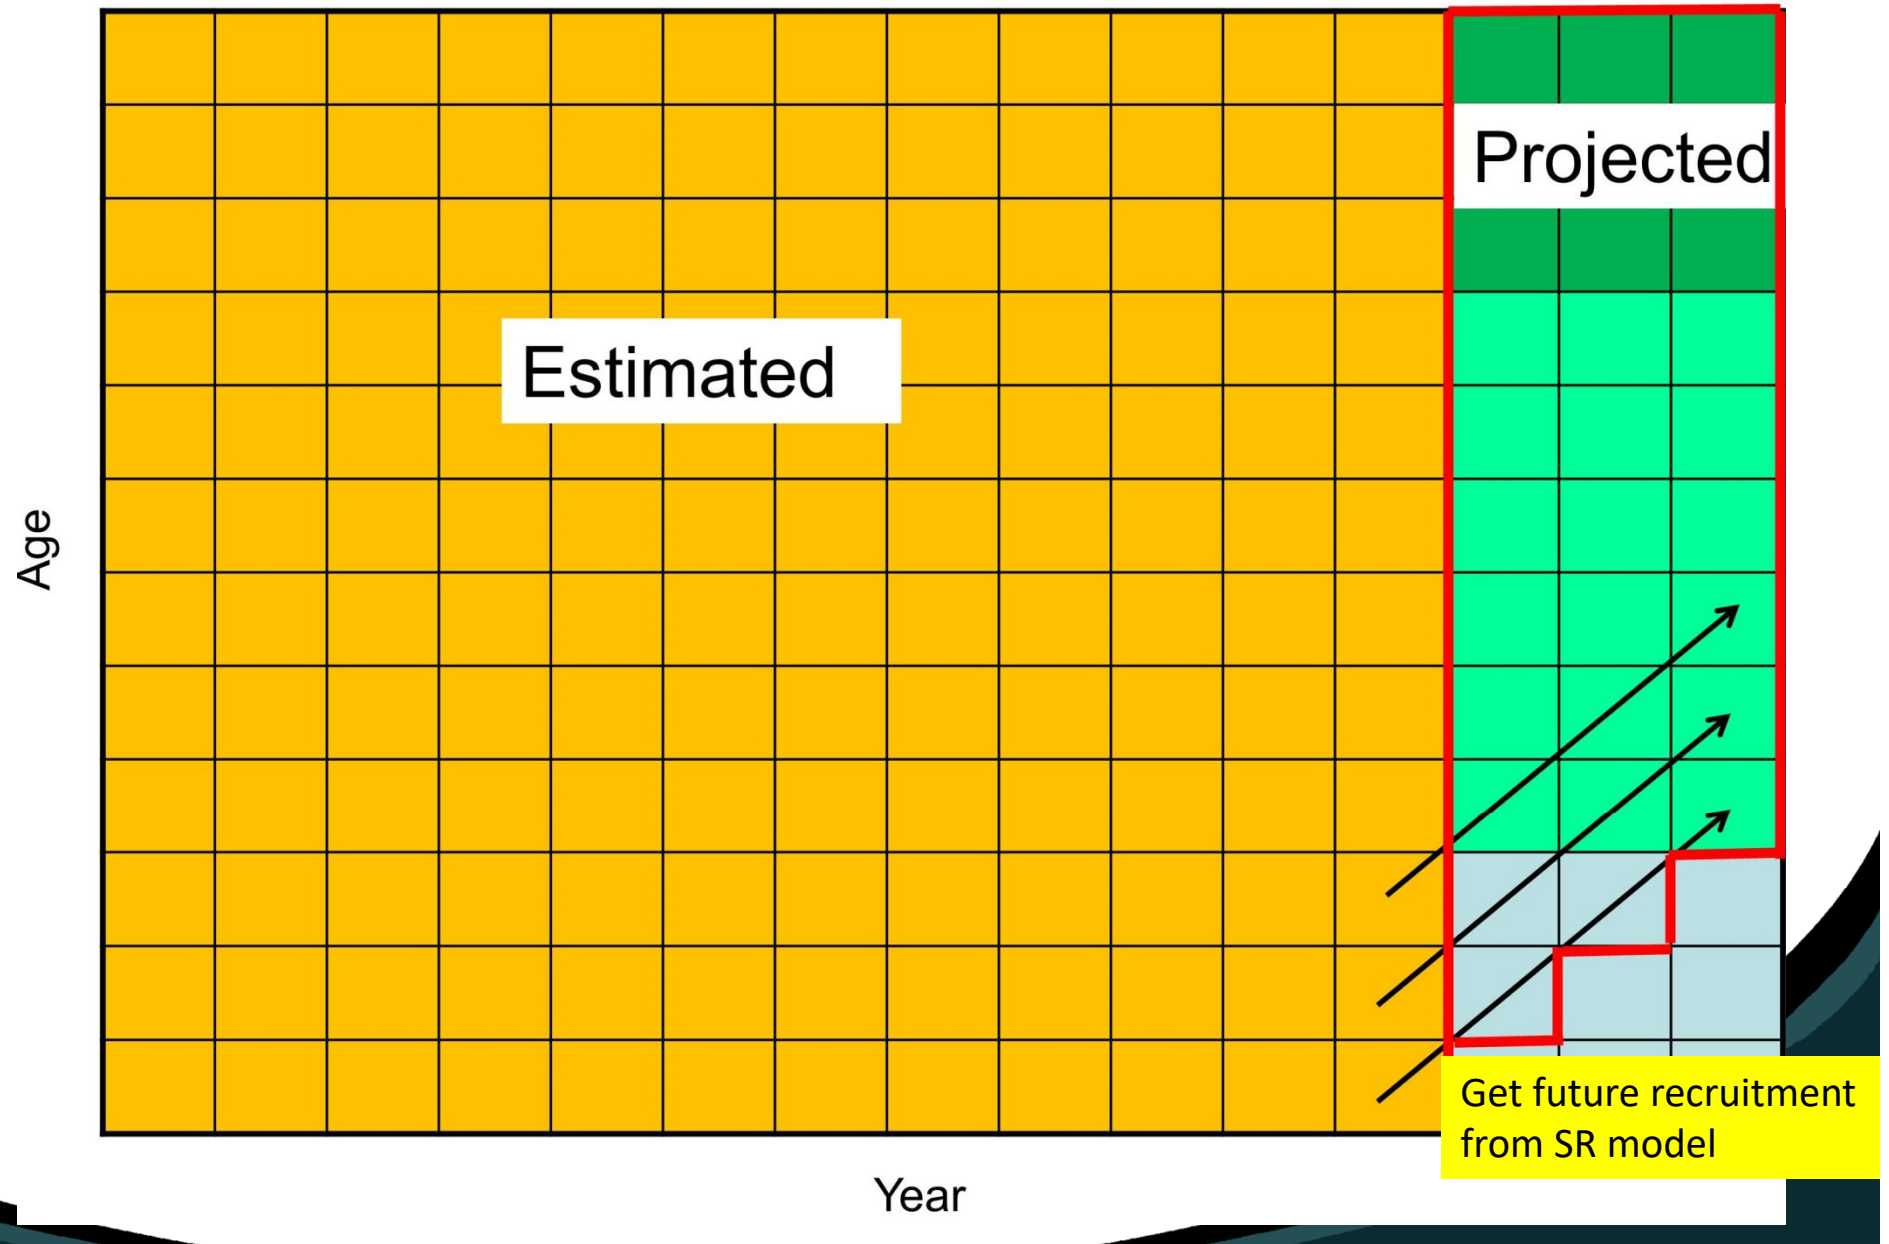 Projected
Estimated
Age
Get future recruitment
from SR model
Year